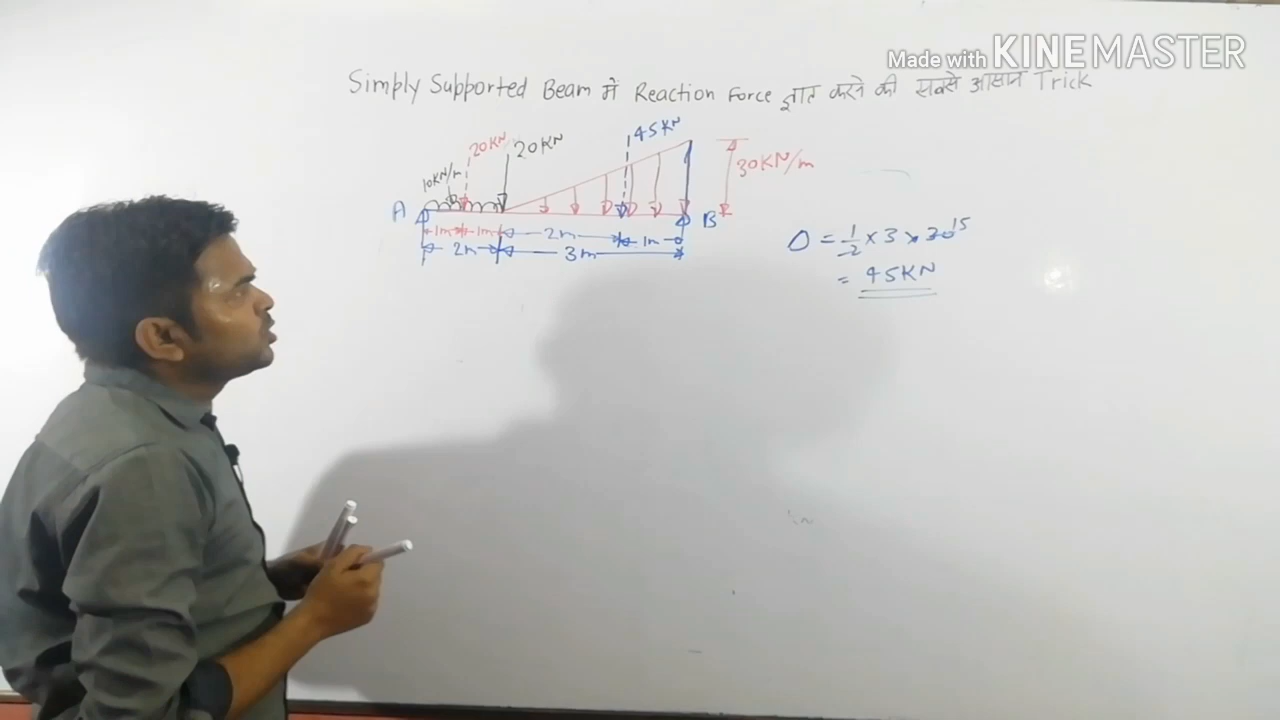 Made with KINEMASTER
Simply Supported Beam में Reaction Force ज्ञात करने की सबसे आसान Trick
45KN
20KN 20KN
10KN/m 30KN/m
A B
1m 1m 2m 1m
2m 3m
= 1/2 × 3 × 30 15
= 45KN